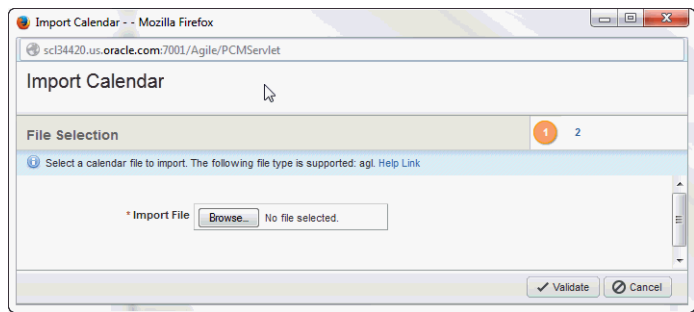 Import Calendar - - Mozilla Firefox
scl34420.us.oracle.com:7001/Agile/PCMServlet
Import Calendar
File Selection
1 2
Select a calendar file to import. The following file type is supported: agl. Help Link
* Import File Browse... No file selected.
Validate Cancel